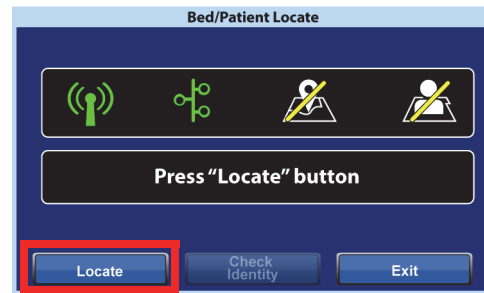 Bed/Patient Locate
Press "Locate" button
Locate
Check
Identity
Exit